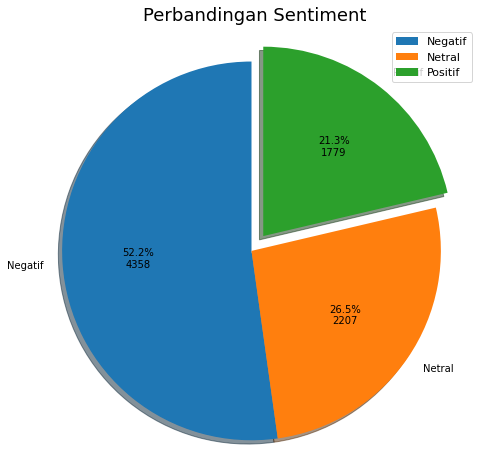 Perbandingan Sentiment
Negatif
Netral
Positif
21.3%
1779
52.2%
4358
Negatif
26.5%
2207
Netral